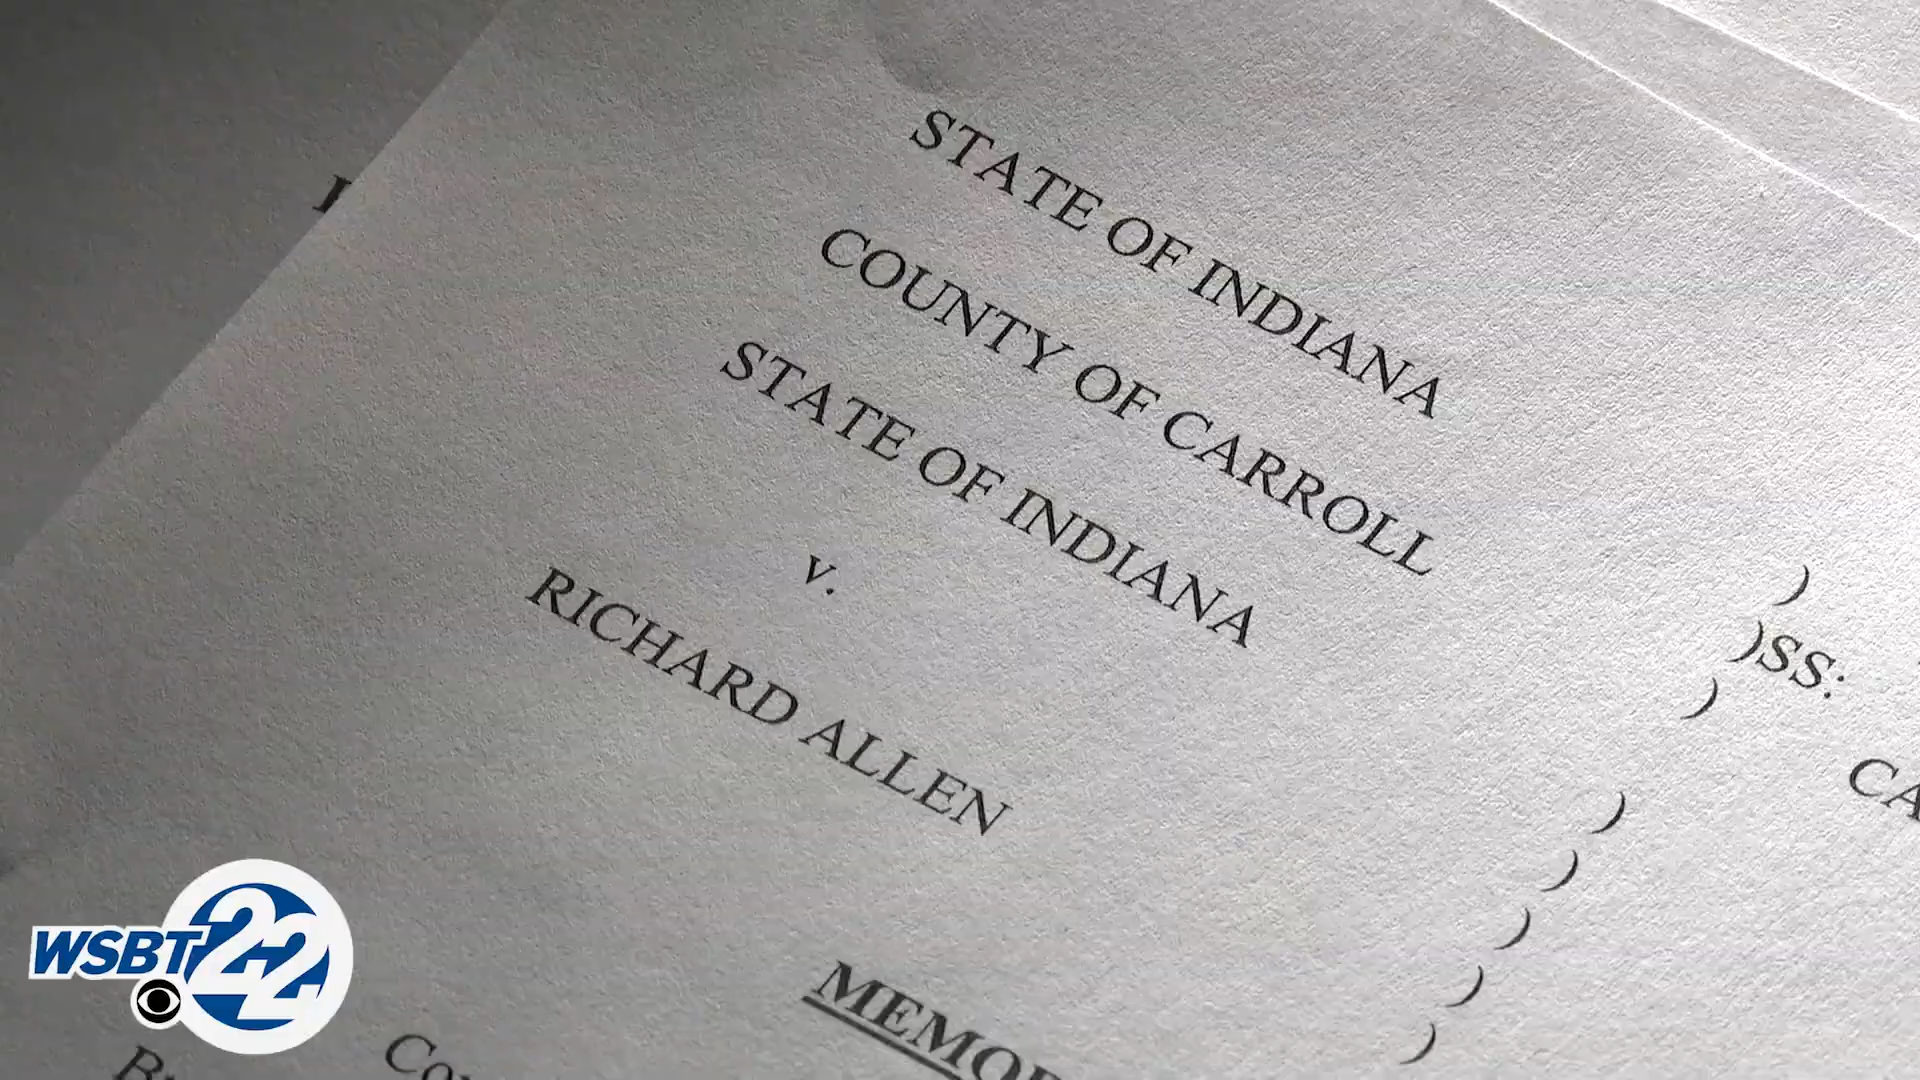 STATE OF INDIANA
COUNTY OF CARROLL
)
)SS:
)
STATE OF INDIANA
v.
RICHARD ALLEN
)
)
)
)
)
WSBT 22